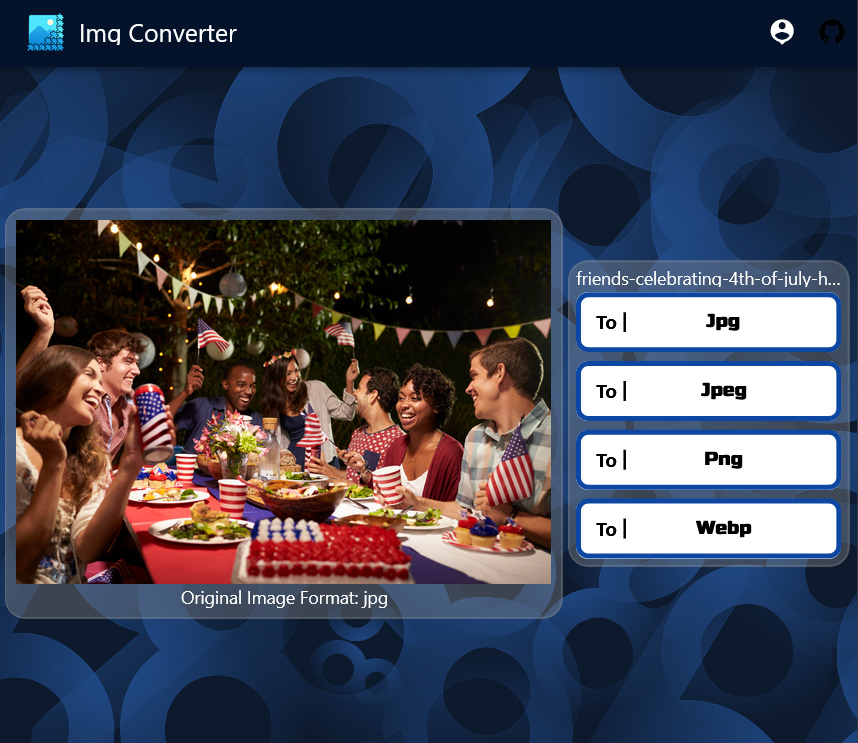 Img Converter
friends-celebrating-4th-of-july-h...
To | Jpg
To | Jpeg
To | Png
To | Webp
Original Image Format: jpg